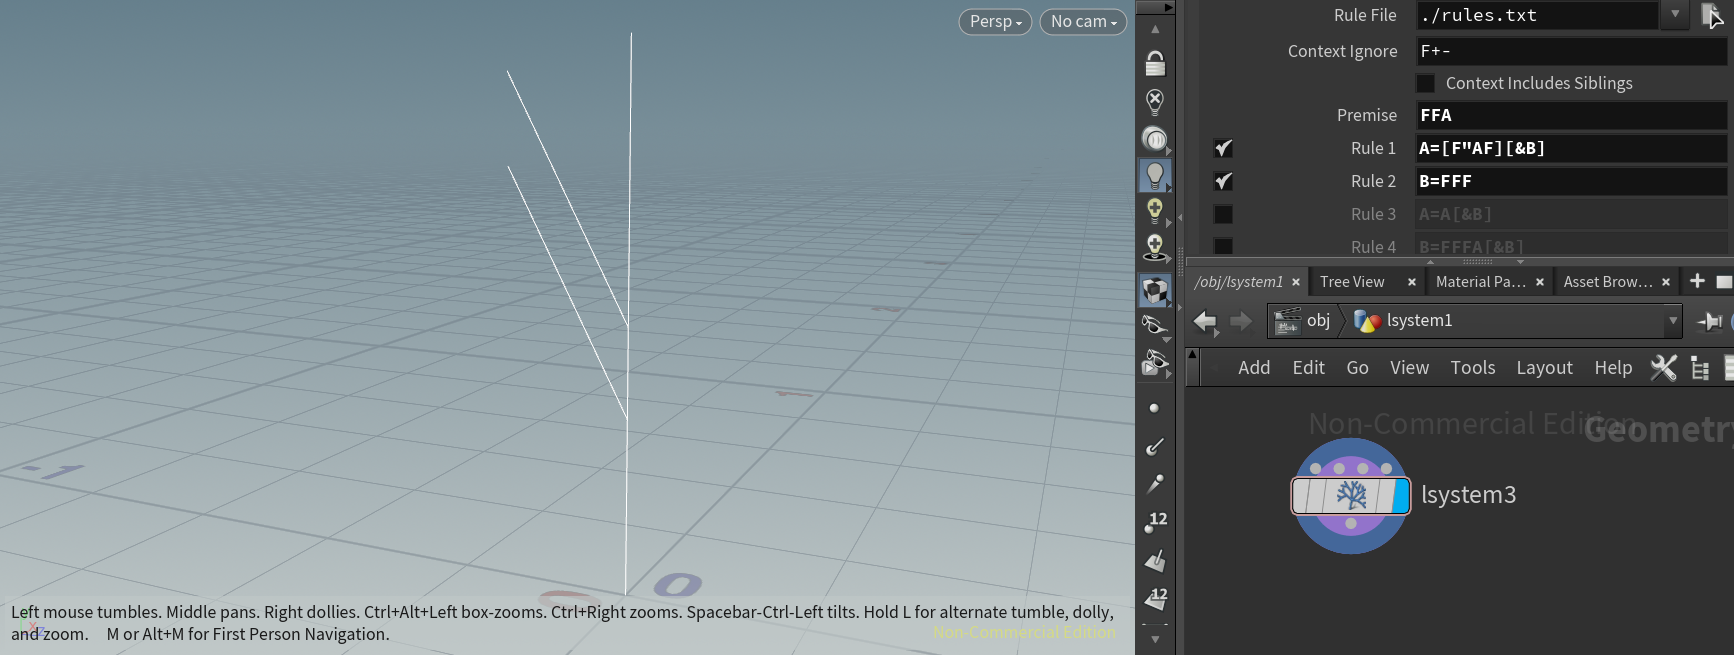 Persp
No cam
Rule File ./rules.txt
Context Ignore F+-
Context Includes Siblings
Premise FFA
Rule 1 A=[F"AF][&B]
Rule 2 B=FFF
Rule 3 A=A[&B]
Rule 4 B=FFFA[&B]
/obj/lsystem1 × Tree View × Material Pa... × Asset Brow... × +
obj lsystem1
Add Edit Go View Tools Layout Help
Non-Commercial Edition
Geometry
lsystem3
12
12
-1
0
Left mouse tumbles. Middle pans. Right dollies. Ctrl+Alt+Left box-zooms. Ctrl+Right zooms. Spacebar-Ctrl-Left tilts. Hold L for alternate tumble, dolly,
and zoom. M or Alt+M for First Person Navigation.
Non-Commercial Edition